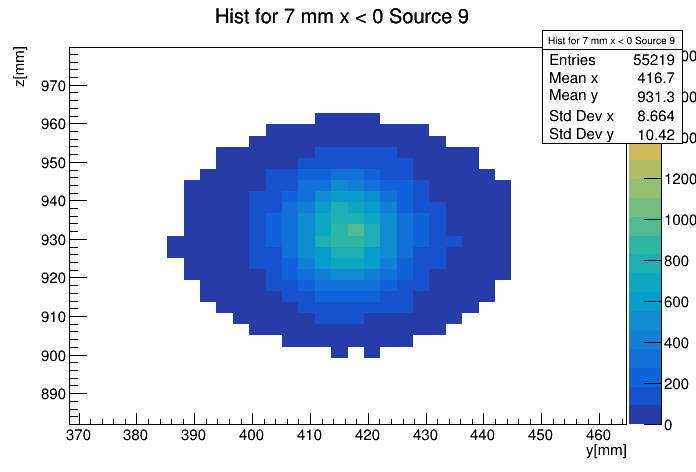 Hist for 7 mm x < 0 Source 9
Hist for 7 mm x < 0 Source 9
Entries 55219
Mean x 416.7
Mean y 931.3
Std Dev x 8.664
Std Dev y 10.42
z[mm]
970
960
950
940
930
920
910
900
890
370 380 390 400 410 420 430 440 450 460
y[mm]
1200
1000
800
600
400
200
0